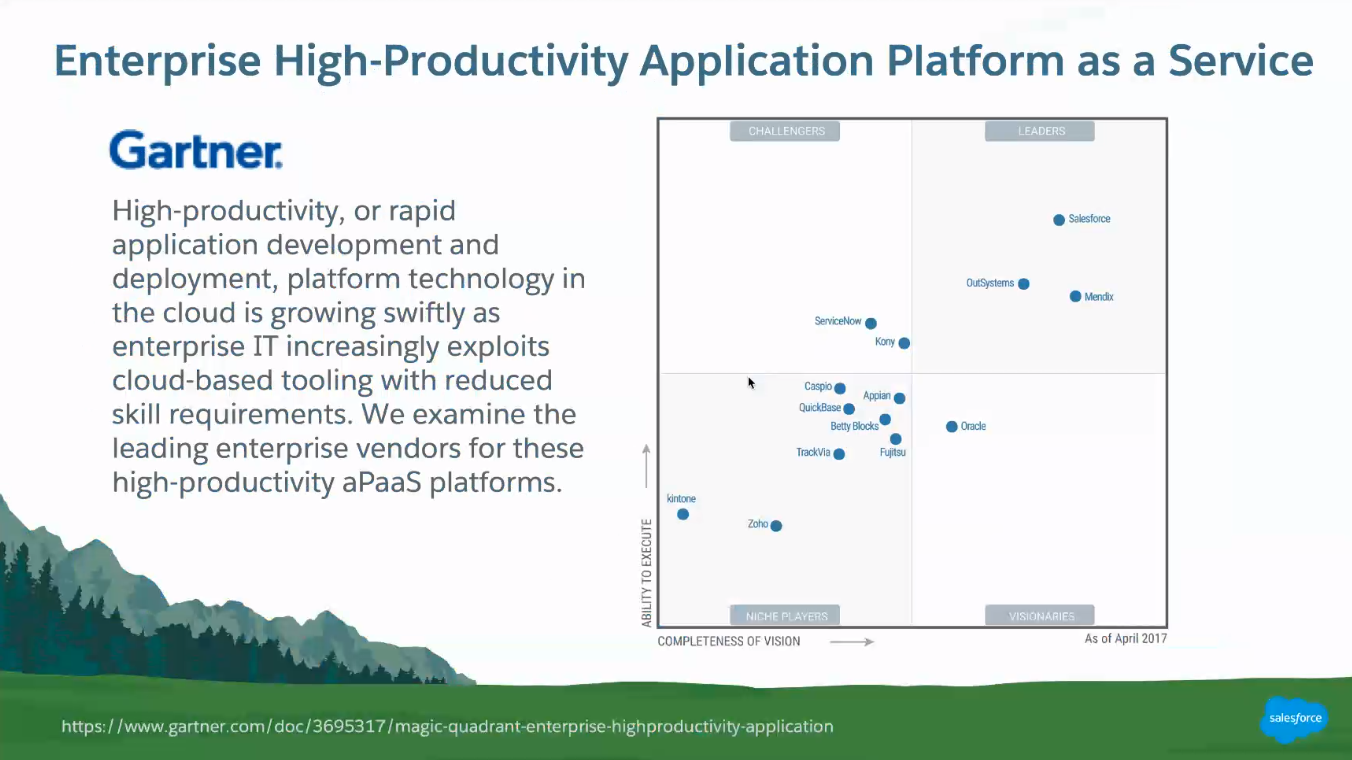 Enterprise High-Productivity Application Platform as a Service
Gartner.
High-productivity, or rapid
application development and
deployment, platform technology in
the cloud is growing swiftly as
enterprise IT increasingly exploits
cloud-based tooling with reduced
skill requirements. We examine the
leading enterprise vendors for these
high-productivity aPaaS platforms.
CHALLENGERS
LEADERS
Salesforce
OutSystems
Mendix
ServiceNow
Kony
Caspio
Appian
QuickBase
Betty Blocks
Oracle
TrackVia
Fujitsu
kintone
Zoho
NICHE PLAYERS
VISIONARIES
ABILITY TO EXECUTE
COMPLETENESS OF VISION
As of April 2017
https://www.gartner.com/doc/3695317/magic-quadrant-enterprise-highproductivity-application
salesforce